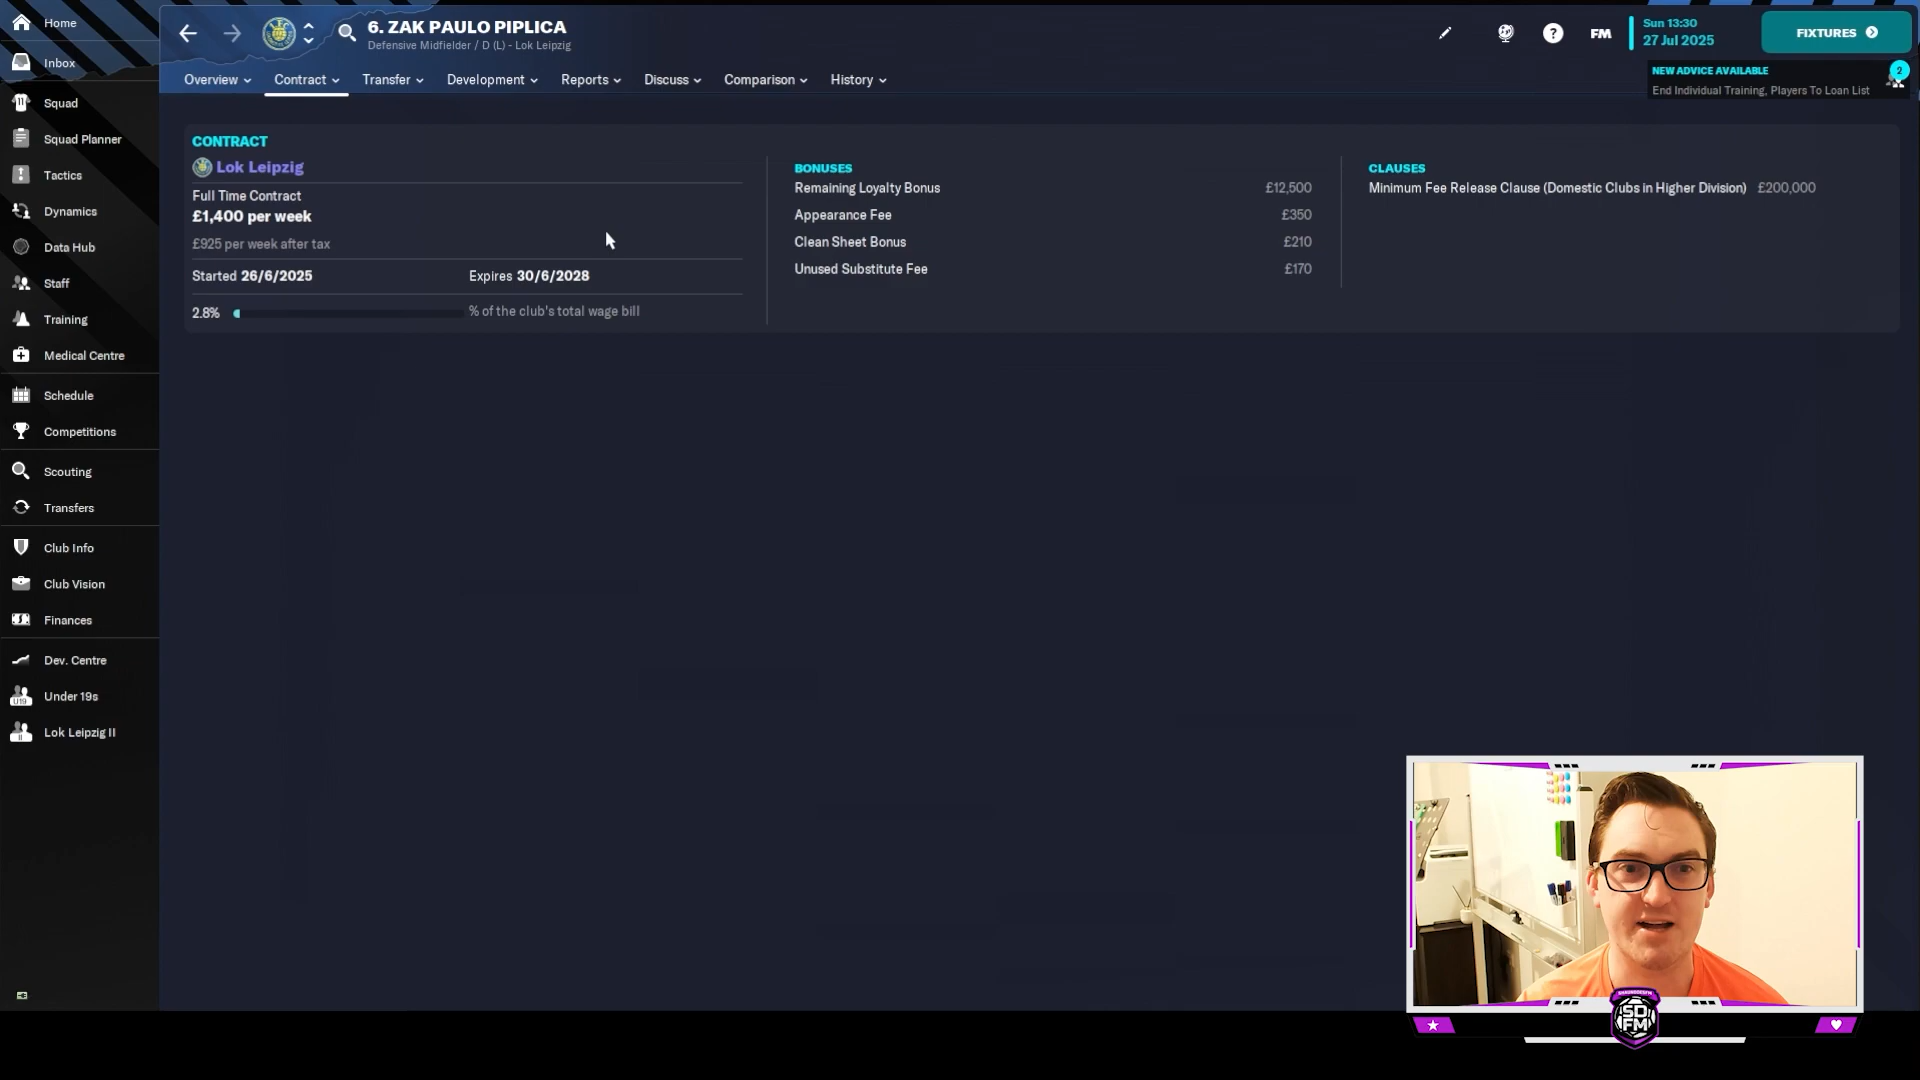 Home
Inbox
Squad
Squad Planner
Tactics
Dynamics
Data Hub
Staff
Training
Medical Centre
Schedule
Competitions
Scouting
Transfers
Club Info
Club Vision
Finances
Dev. Centre
Under 19s
Lok Leipzig II
6. ZAK PAULO PIPLICA
Defensive Midfielder / D (L) - Lok Leipzig
FM
Sun 13:30
27 Jul 2025
FIXTURES
Overview Contract Transfer Development Reports Discuss Comparison History
NEW ADVICE AVAILABLE
2
End Individual Training, Players To Loan List
CONTRACT
Lok Leipzig
Full Time Contract
£1,400 per week
£925 per week after tax
Started 26/6/2025 Expires 30/6/2028
2.8% % of the club's total wage bill
BONUSES
Remaining Loyalty Bonus £12,500
Appearance Fee £350
Clean Sheet Bonus £210
Unused Substitute Fee £170
CLAUSES
Minimum Fee Release Clause (Domestic Clubs in Higher Division) £200,000
SD
FM